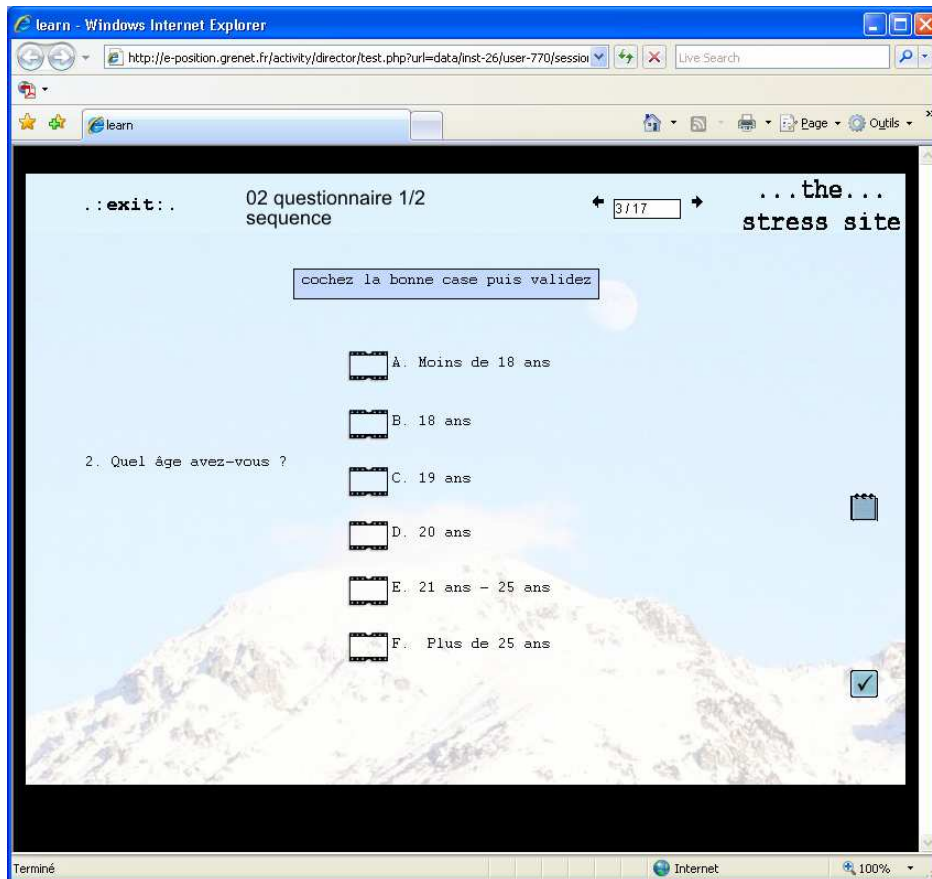 learn - Windows Internet Explorer
http://e-position.grenet.fr/activity/director/test.php?url=data/inst-26/user-770/session
Live Search
learn
Page
Outils
»
.:exit:.
02 questionnaire 1/2
sequence
3/17
...the...
stress site
cochez la bonne case puis validez
A. Moins de 18 ans
B. 18 ans
2. Quel âge avez-vous ?
C. 19 ans
D. 20 ans
E. 21 ans - 25 ans
F. Plus de 25 ans
Terminé
Internet
100%